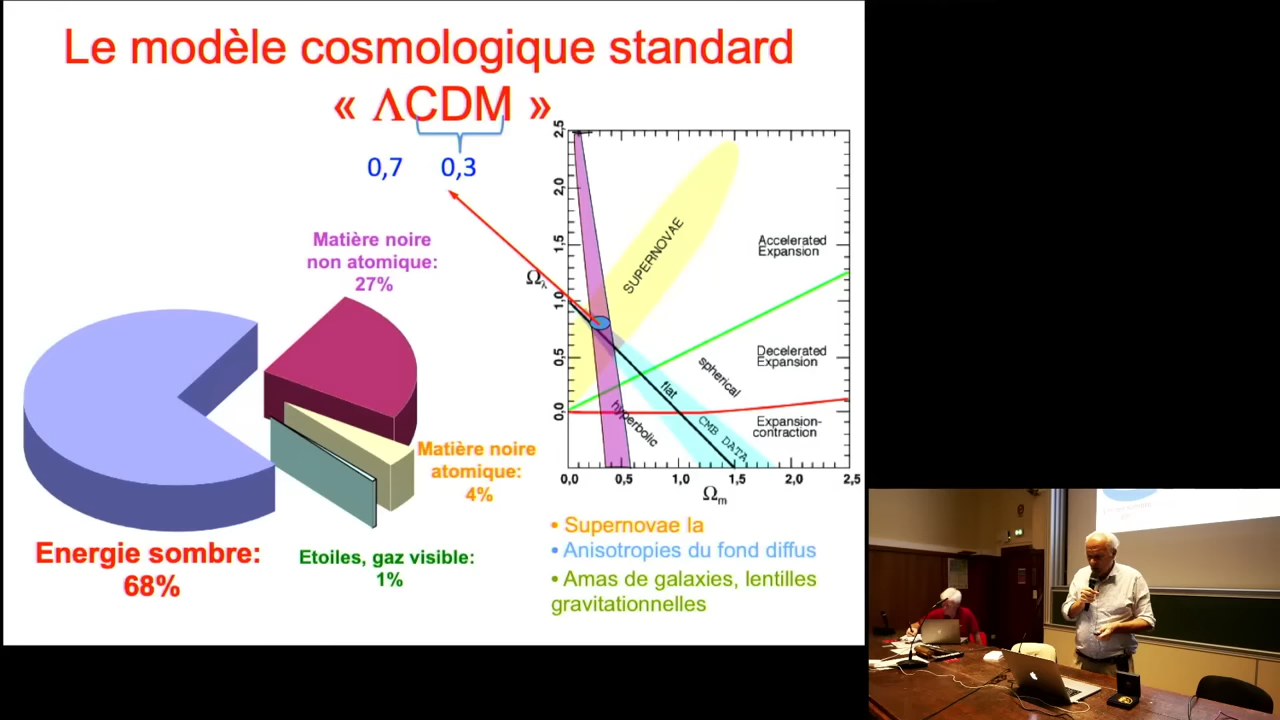 Le modèle cosmologique standard
« ΛCDM »
0,7 0,3
Matière noire
non atomique:
27%
Matière noire
atomique:
4%
Energie sombre:
68%
Etoiles, gaz visible:
1%
2,5
2,0
1,5
1,0
0,5
0,0
Ωλ
SUPERNOVAE
Accelerated
Expansion
Decelerated
Expansion
Expansion-
contraction
spherical
flat
hyperbolic
CMB DATA
0,0 0,5 1,0 1,5 2,0 2,5
Ωm
• Supernovae Ia
• Anisotropies du fond diffus
• Amas de galaxies, lentilles
gravitationnelles